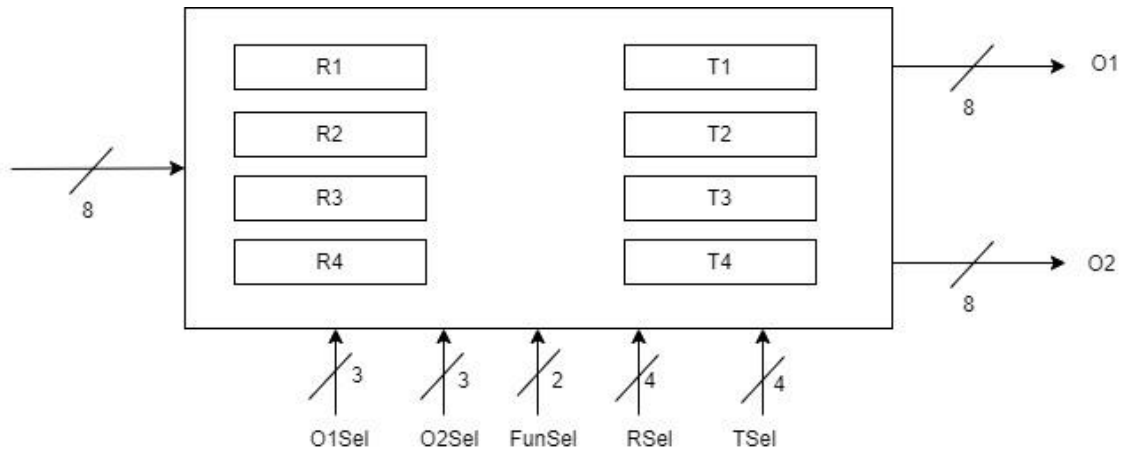 R1
T1
O1
8
R2
T2
8
R3
T3
R4
T4
O2
8
3
3
2
4
4
O1Sel
O2Sel
FunSel
RSel
TSel